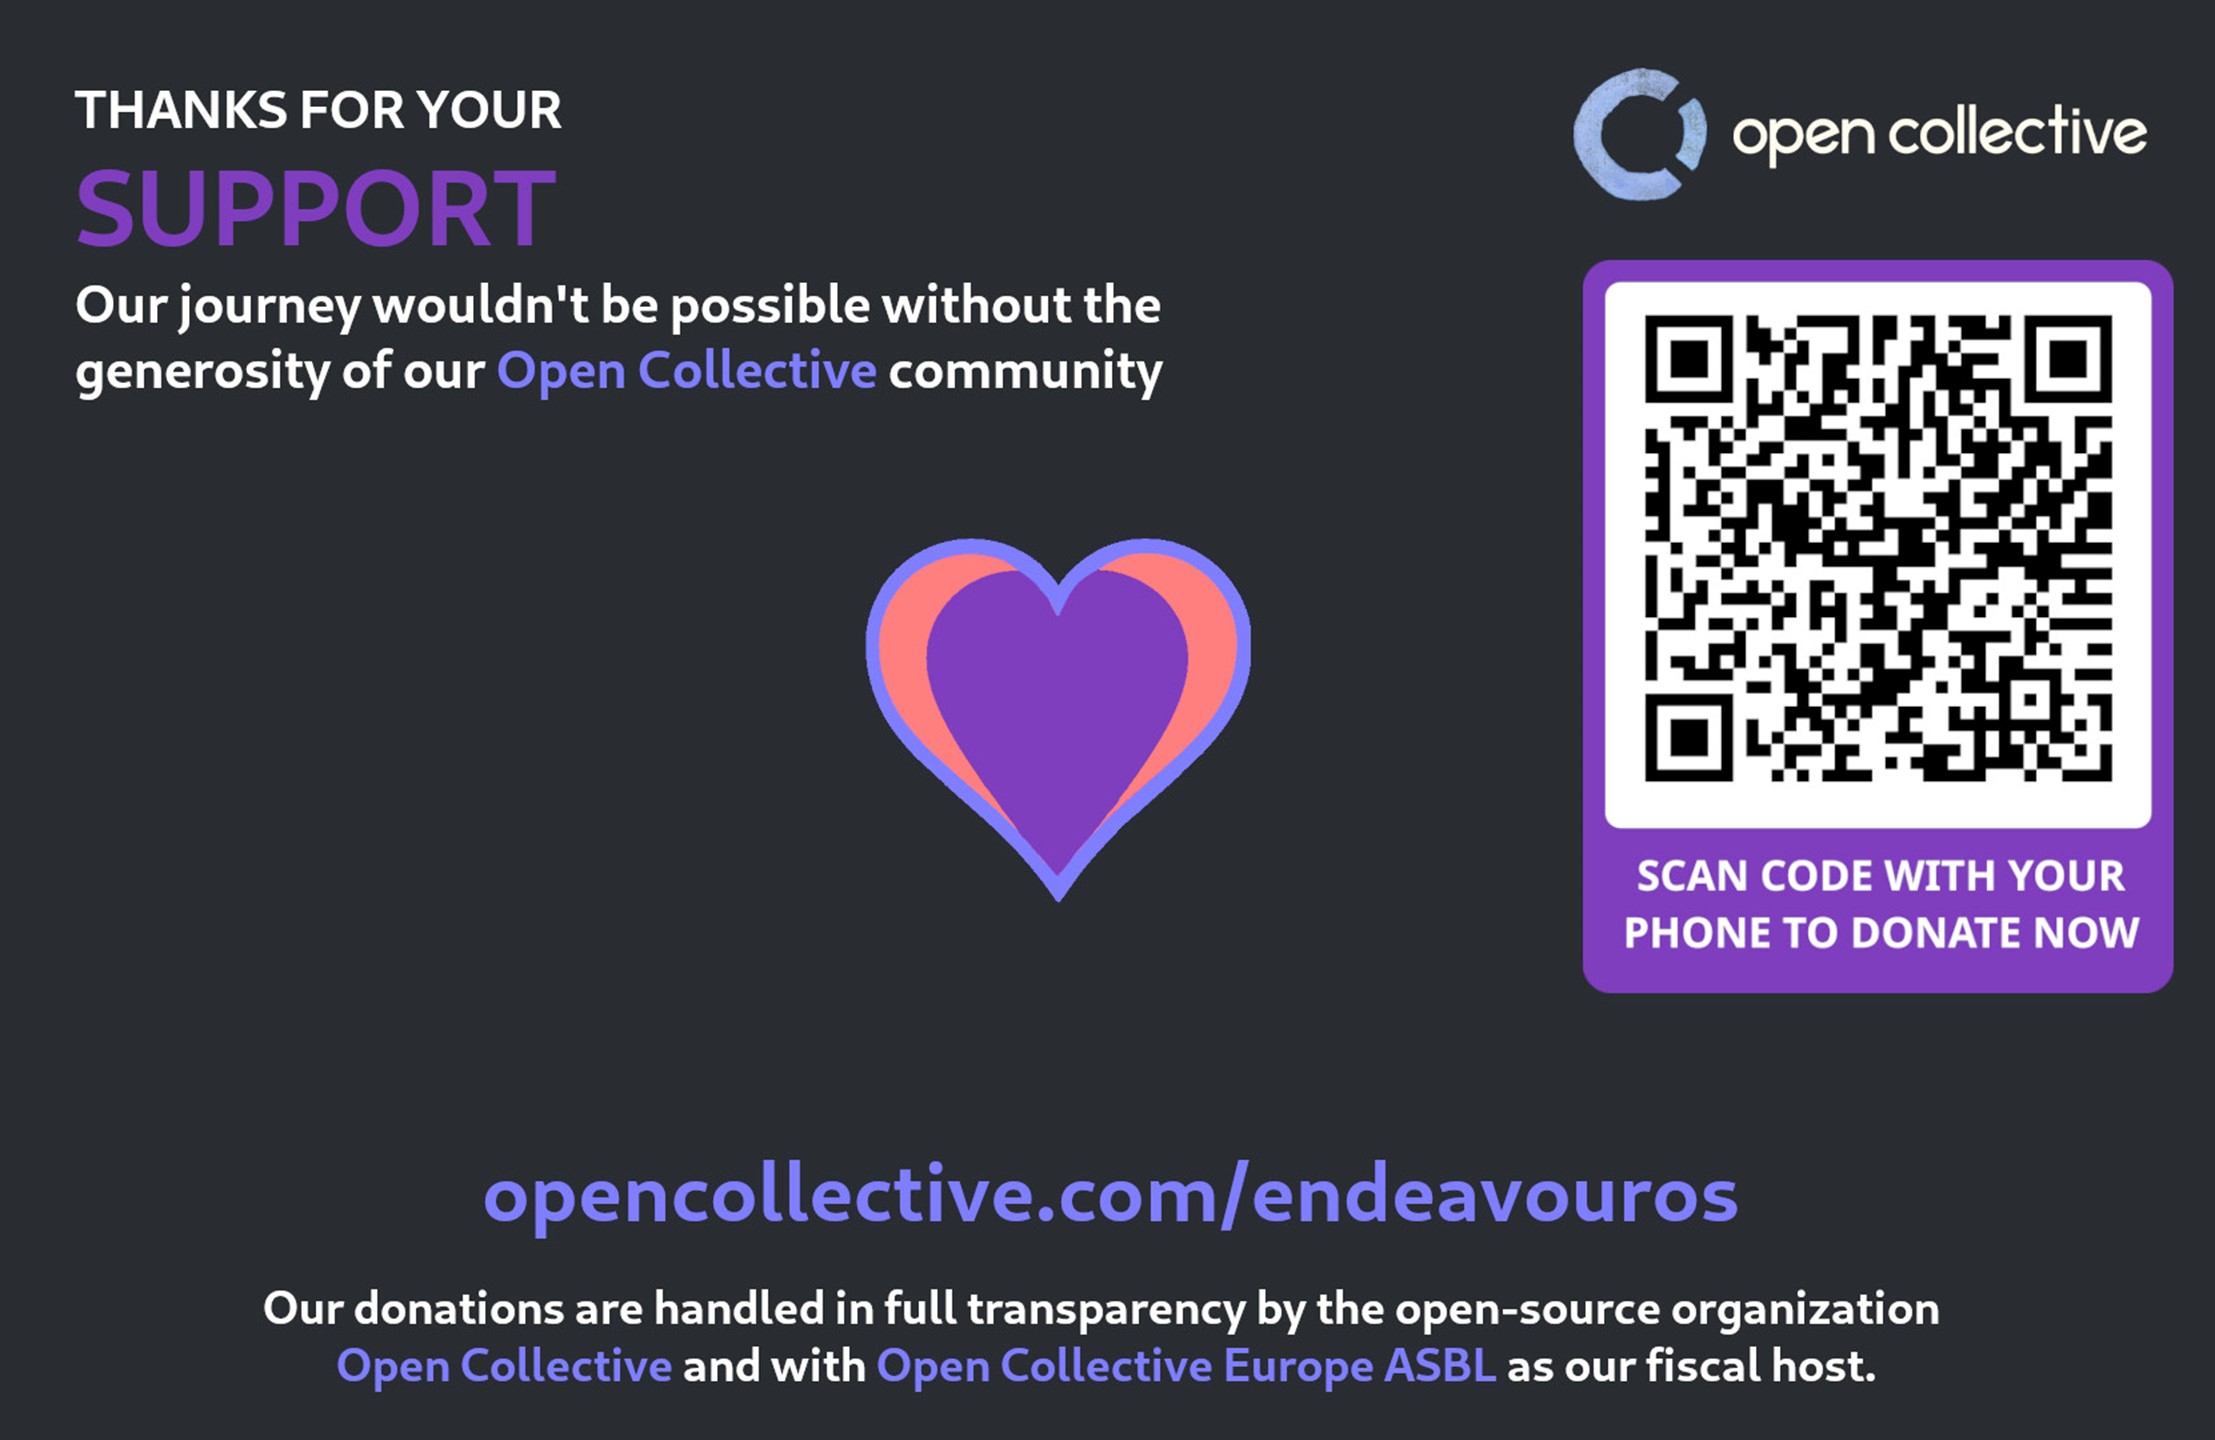 THANKS FOR YOUR
SUPPORT
Our journey wouldn't be possible without the
generosity of our Open Collective community
open collective
SCAN CODE WITH YOUR
PHONE TO DONATE NOW
opencollective.com/endeavouros
Our donations are handled in full transparency by the open-source organization
Open Collective and with Open Collective Europe ASBL as our fiscal host.